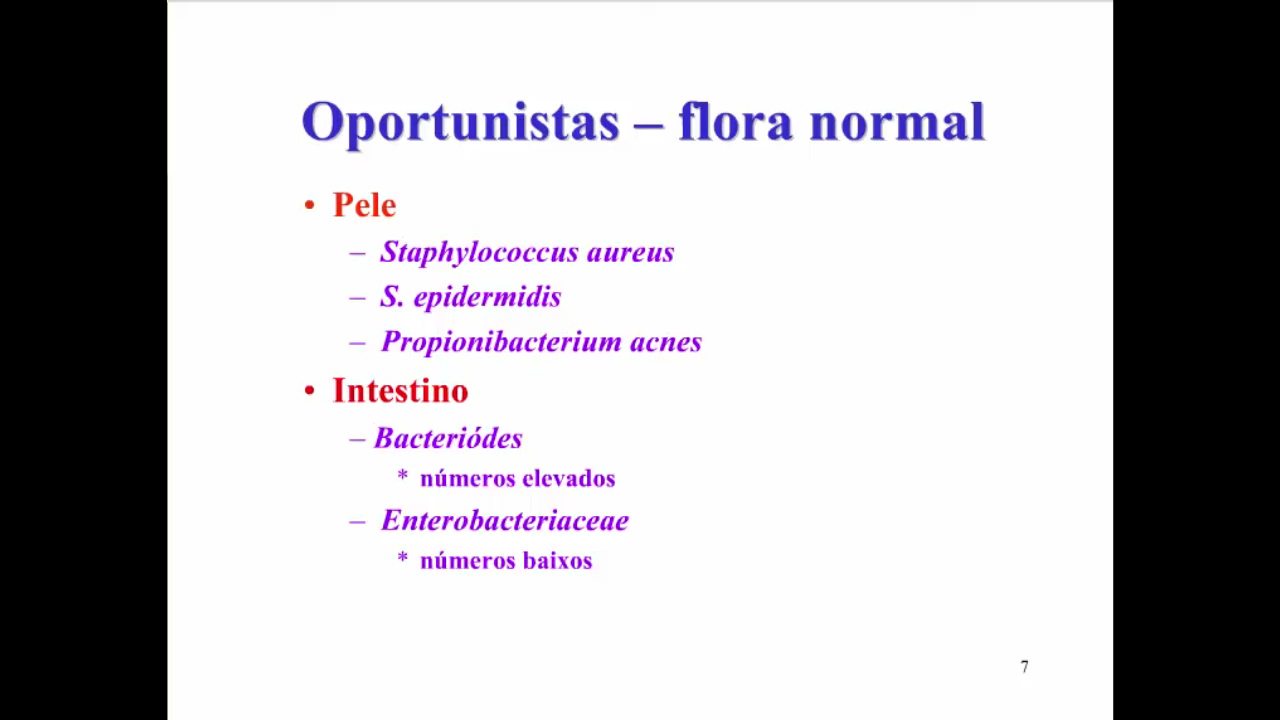 Oportunistas – flora normal
• Pele
– Staphylococcus aureus
– S. epidermidis
– Propionibacterium acnes
• Intestino
– Bacteriódes
* números elevados
– Enterobacteriaceae
* números baixos
7